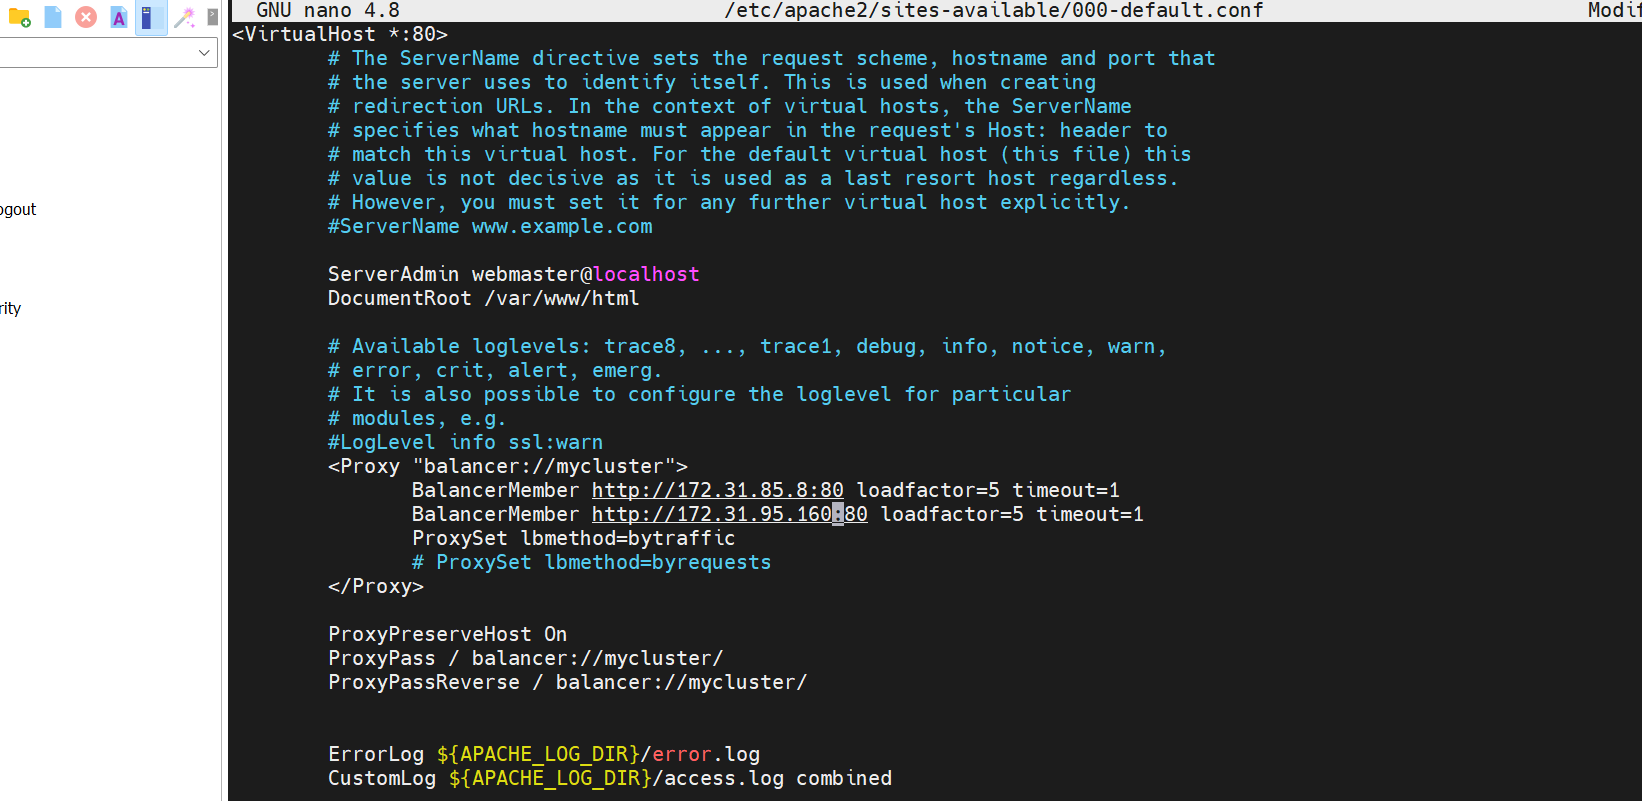 GNU nano 4.8 /etc/apache2/sites-available/000-default.conf
<VirtualHost *:80>
# The ServerName directive sets the request scheme, hostname and port that
# the server uses to identify itself. This is used when creating
# redirection URLs. In the context of virtual hosts, the ServerName
# specifies what hostname must appear in the request's Host: header to
# match this virtual host. For the default virtual host (this file) this
# value is not decisive as it is used as a last resort host regardless.
# However, you must set it for any further virtual host explicitly.
#ServerName www.example.com
ServerAdmin webmaster@localhost
DocumentRoot /var/www/html
# Available loglevels: trace8, ..., trace1, debug, info, notice, warn,
# error, crit, alert, emerg.
# It is also possible to configure the loglevel for particular
# modules, e.g.
#LogLevel info ssl:warn
<Proxy "balancer://mycluster">
BalancerMember http://172.31.85.8:80 loadfactor=5 timeout=1
BalancerMember http://172.31.95.160:80 loadfactor=5 timeout=1
ProxySet lbmethod=bytraffic
# ProxySet lbmethod=byrequests
</Proxy>
ProxyPreserveHost On
ProxyPass / balancer://mycluster/
ProxyPassReverse / balancer://mycluster/
ErrorLog ${APACHE_LOG_DIR}/error.log
CustomLog ${APACHE_LOG_DIR}/access.log combined
ogout
rity